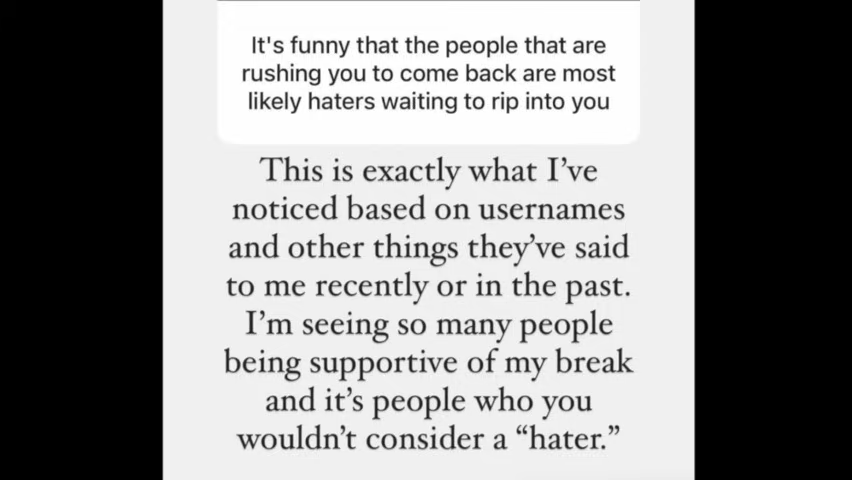 It's funny that the people that are
rushing you to come back are most
likely haters waiting to rip into you
This is exactly what I’ve
noticed based on usernames
and other things they’ve said
to me recently or in the past.
I’m seeing so many people
being supportive of my break
and it’s people who you
wouldn’t consider a “hater.”